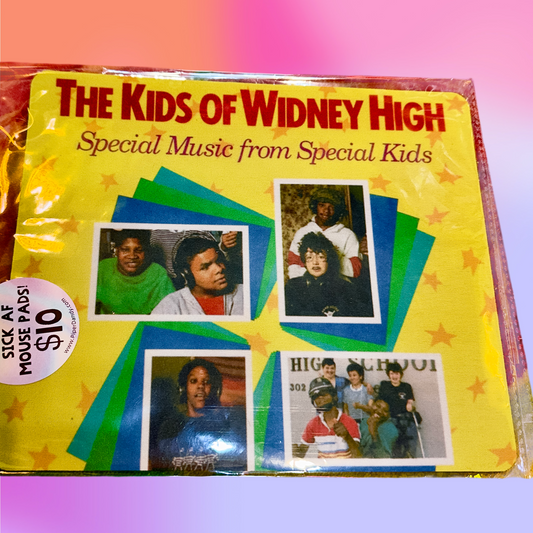 THE KIDS OF WIDNEY HIGH
Special Music from Special Kids
HIGH SCHOOL
302
SICK AF
MOUSE PADS!
$10